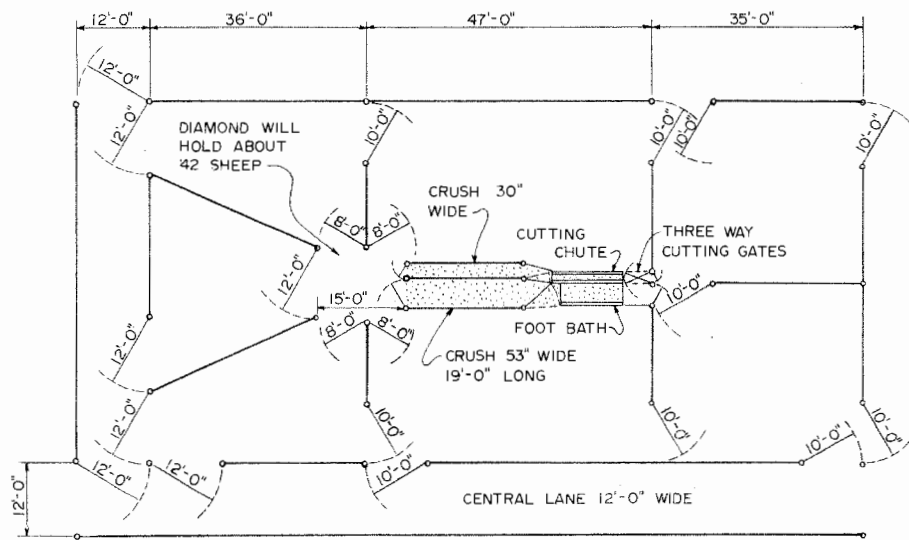 12'-0"
36'-0"
47'-0"
35'-0"
12'-0"
12'-0"
DIAMOND WILL
HOLD ABOUT
42 SHEEP
10'-0"
10'-0"
10'-0"
10'-0"
CRUSH 30"
WIDE
8'-0"
8'-0"
CUTTING
CHUTE
THREE WAY
CUTTING GATES
12'-0"
15'-0"
10'-0"
8'-0"
8'-0"
FOOT BATH
12'-0"
CRUSH 53" WIDE
19'-0" LONG
12'-0"
10'-0"
10'-0"
10'-0"
10'-0"
12'-0"
12'-0"
10'-0"
12'-0"
CENTRAL LANE 12'-0" WIDE